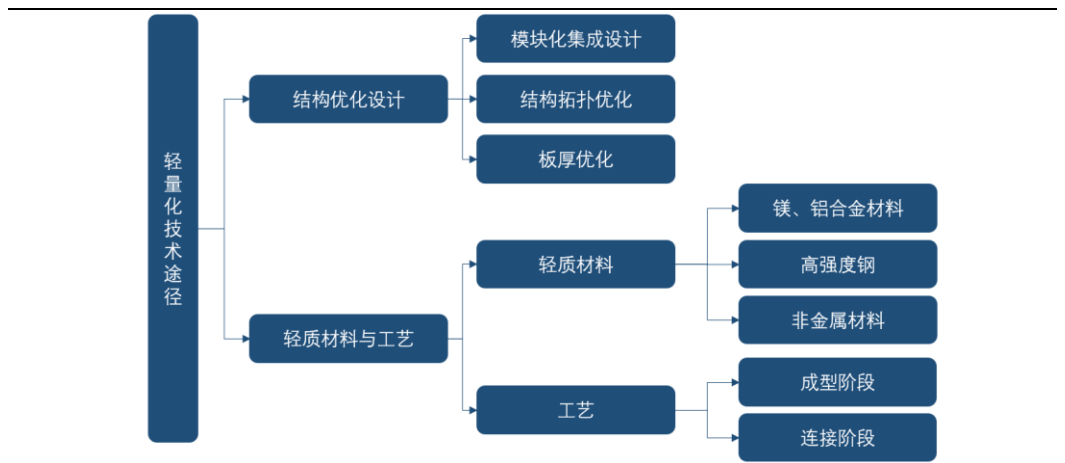 轻量化技术途径
结构优化设计
模块化集成设计
结构拓扑优化
板厚优化
轻质材料与工艺
轻质材料
镁、铝合金材料
高强度钢
非金属材料
工艺
成型阶段
连接阶段